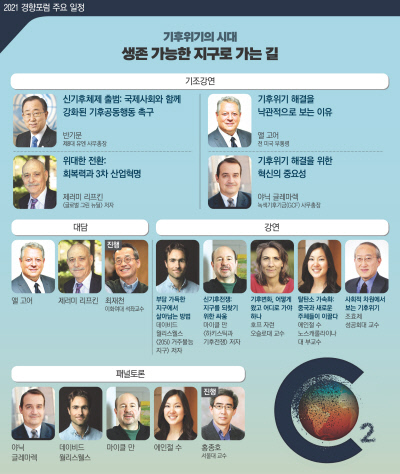 2021 경향포럼 주요 일정
기후위기의 시대
생존 가능한 지구로 가는 길
기조강연
신기후체제 출범: 국제사회와 함께
강화된 기후공동행동 촉구
반기문
제8대 유엔 사무총장
기후위기 해결을
낙관적으로 보는 이유
앨 고어
전 미국 부통령
위대한 전환:
회복력과 3차 산업혁명
제러미 리프킨
<글로벌 그린 뉴딜> 저자
기후위기 해결을 위한
혁신의 중요성
야닉 글레마렉
녹색기후기금(GCF) 사무총장
대담
앨 고어
제러미 리프킨
진행
최재천
이화여대 석좌교수
강연
부담 가득한
지구에서
살아남는 방법
데이비드
월러스웰스
<2050 거주불능
지구> 저자
신기후전쟁:
지구를 되찾기
위한 싸움
마이클 만
<하키스틱과
기후전쟁> 저자
기후변화, 어떻게
왔고 어디로 가야
하나
호프 자런
오슬로대 교수
탈탄소 가속화:
중국과 새로운
주체들이 이끌다
에인절 수
노스캐롤라이나
대 부교수
사회적 차원에서
보는 기후위기
조효제
성공회대 교수
패널토론
야닉
글레마렉
데이비드
월러스웰스
마이클 만
에인절 수
진행
홍종호
서울대 교수
2